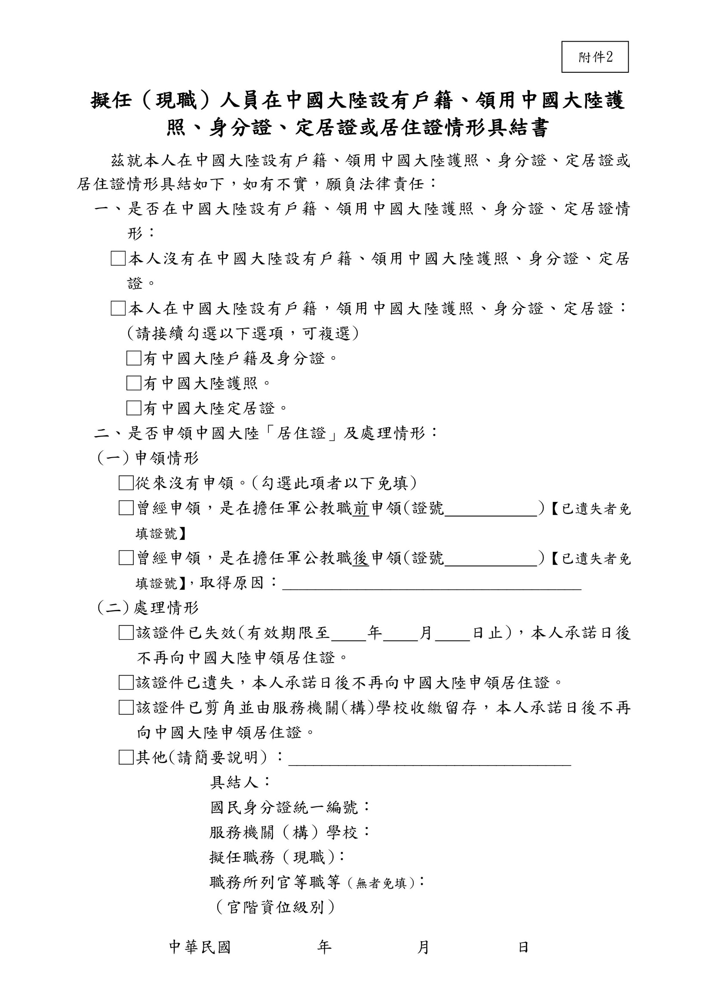 附件2
擬任（現職）人員在中國大陸設有戶籍、領用中國大陸護
照、身分證、定居證或居住證情形具結書
茲就本人在中國大陸設有戶籍、領用中國大陸護照、身分證、定居證或
居住證情形具結如下，如有不實，願負法律責任：
一、是否在中國大陸設有戶籍、領用中國大陸護照、身分證、定居證情
形：
□本人沒有在中國大陸設有戶籍、領用中國大陸護照、身分證、定居
證。
□本人在中國大陸設有戶籍，領用中國大陸護照、身分證、定居證：
(請接續勾選以下選項，可複選)
□有中國大陸戶籍及身分證。
□有中國大陸護照。
□有中國大陸定居證。
二、是否申領中國大陸「居住證」及處理情形：
(一)申領情形
□從來沒有申領。(勾選此項者以下免填)
□曾經申領，是在擔任軍公教職前申領(證號___________)【已遺失者免
填證號】
□曾經申領，是在擔任軍公教職後申領(證號___________)【已遺失者免
填證號】，取得原因：____________________________________
(二)處理情形
□該證件已失效(有效期限至____年____月____日止)，本人承諾日後
不再向中國大陸申領居住證。
□該證件已遺失，本人承諾日後不再向中國大陸申領居住證。
□該證件已剪角並由服務機關(構)學校收繳留存，本人承諾日後不再
向中國大陸申領居住證。
□其他(請簡要說明)：__________________________________
具結人：
國民身分證統一編號：
服務機關（構）學校：
擬任職務（現職）：
職務所列官等職等（無者免填）：
（官階資位級別）
中華民國 年 月 日